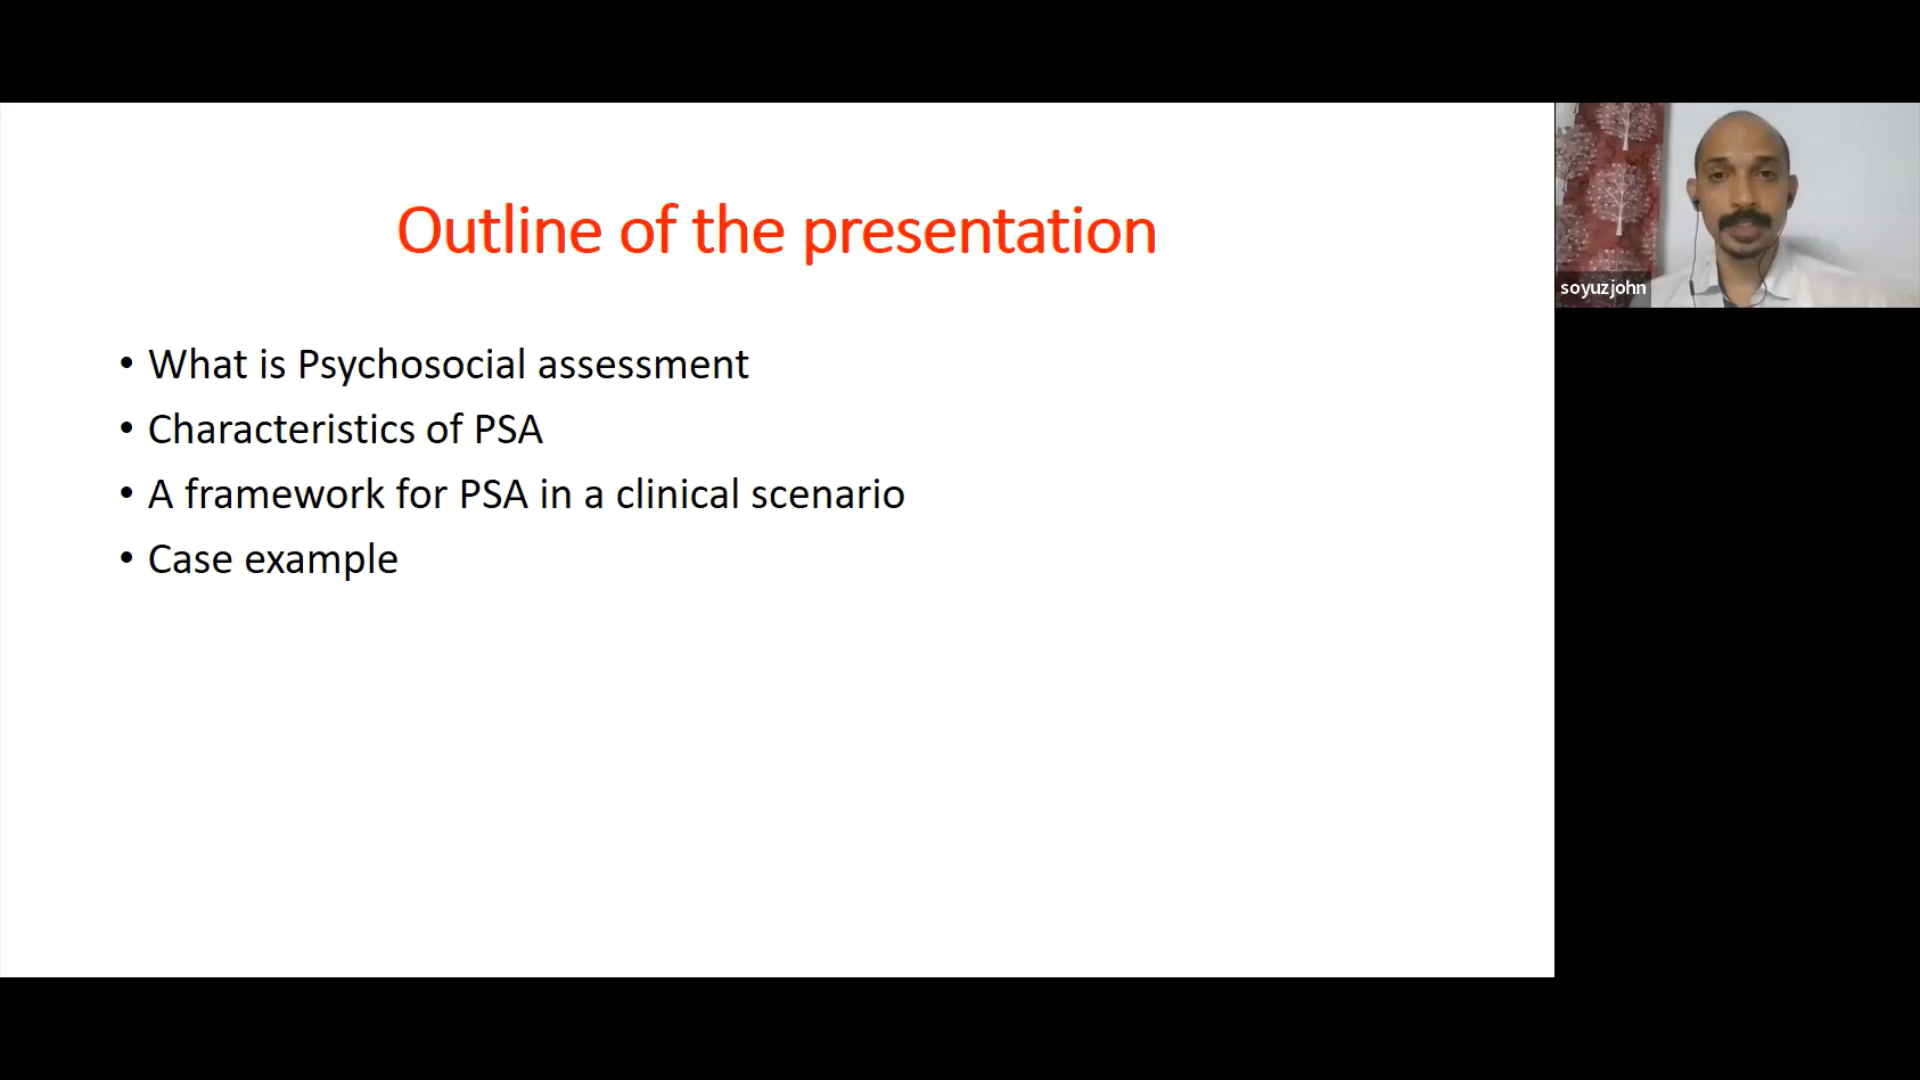 Outline of the presentation
soyuzjohn
• What is Psychosocial assessment
• Characteristics of PSA
• A framework for PSA in a clinical scenario
• Case example